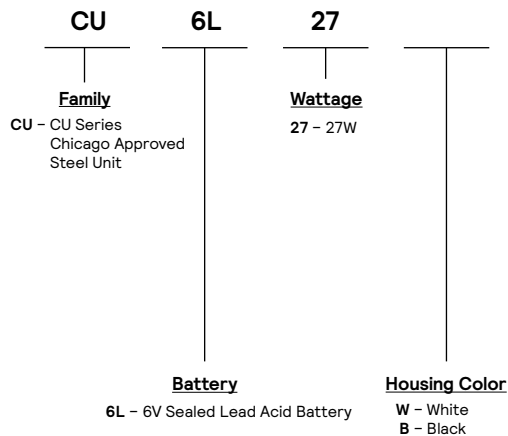 CU 6L 27
Family
CU – CU Series
Chicago Approved
Steel Unit
Wattage
27 – 27W
Battery
6L – 6V Sealed Lead Acid Battery
Housing Color
W – White
B – Black